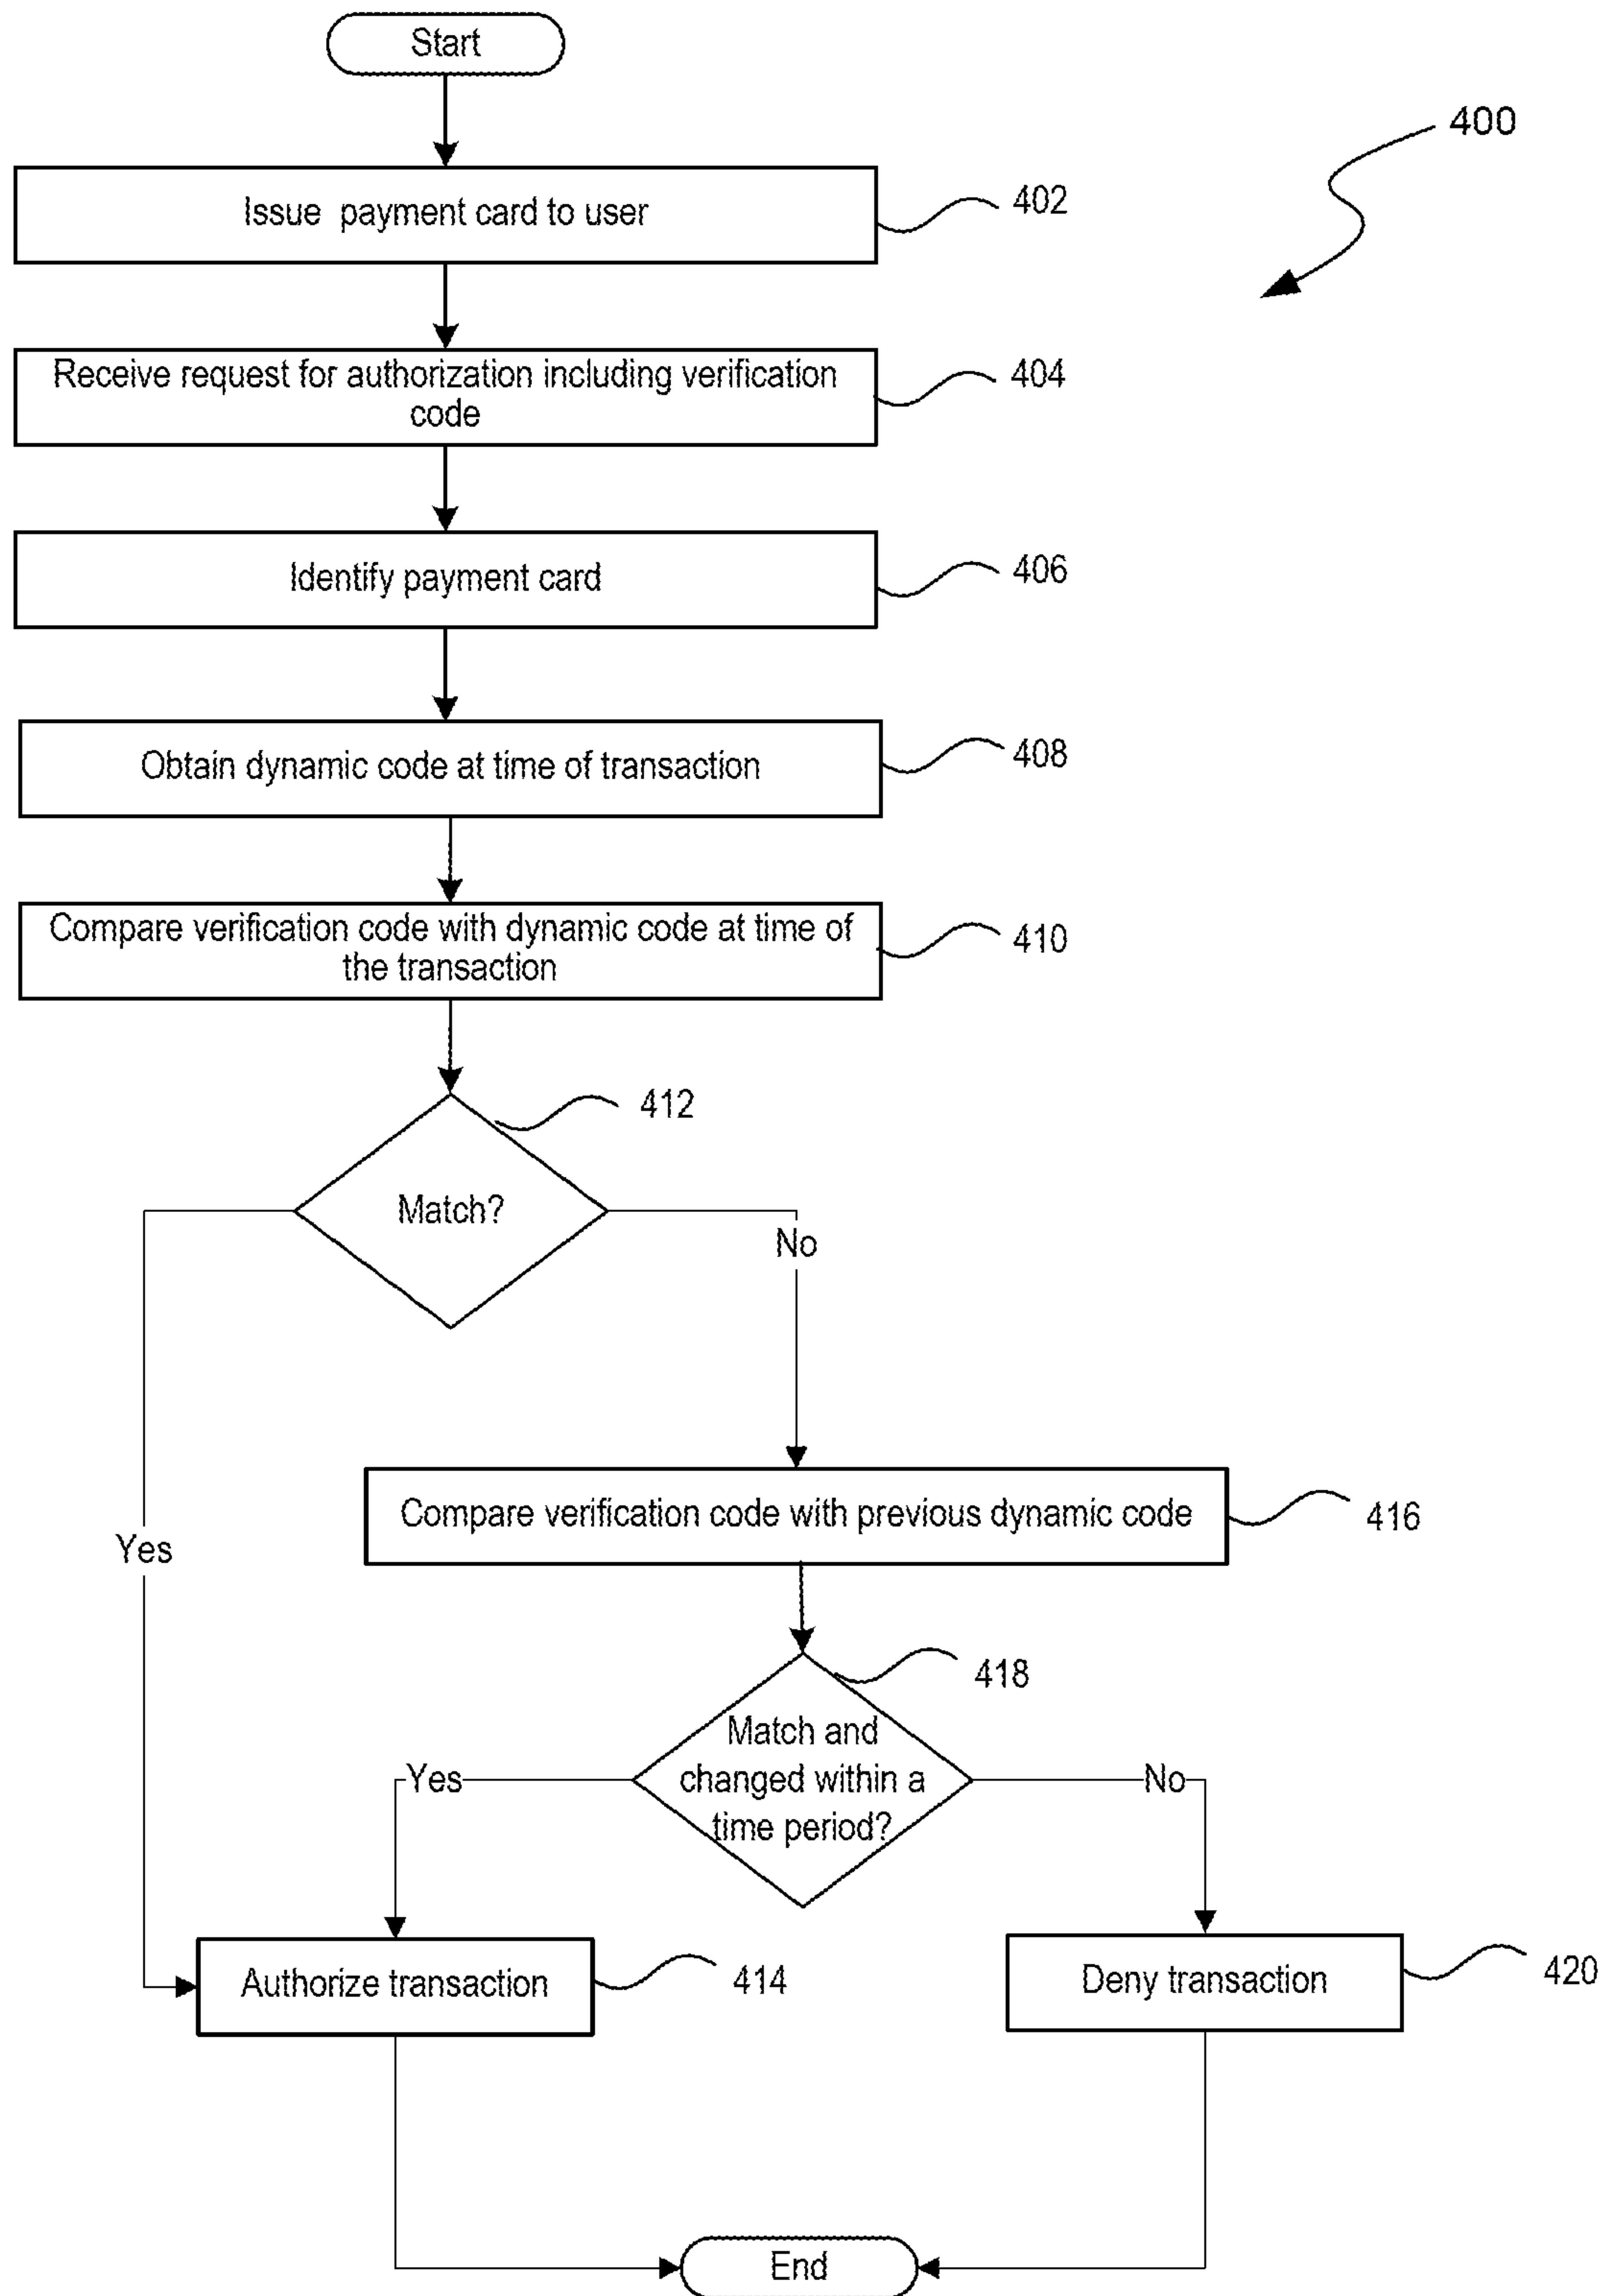 Start
400
Issue payment card to user
402
Receive request for authorization including verification
code
404
Identify payment card
406
Obtain dynamic code at time of transaction
408
Compare verification code with dynamic code at time of
the transaction
410
412
Match?
No
Yes
Compare verification code with previous dynamic code
416
418
Match and
changed within a
time period?
Yes
No
Authorize transaction
414
Deny transaction
420
End